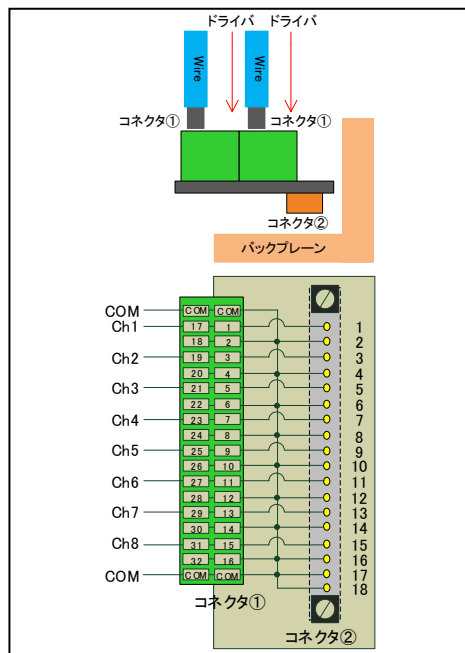 ドライバ ドライバ
Wire Wire
コネクタ① コネクタ①
コネクタ②
バックプレーン
COM COM COM
Ch1 17 1 1
18 2 2
Ch2 19 3 3
20 4 4
Ch3 21 5 5
22 6 6
Ch4 23 7 7
24 8 8
Ch5 25 9 9
26 10 10
Ch6 27 11 11
28 12 12
Ch7 29 13 13
30 14 14
Ch8 31 15 15
32 16 16
COM COM COM 17
18
コネクタ① コネクタ②